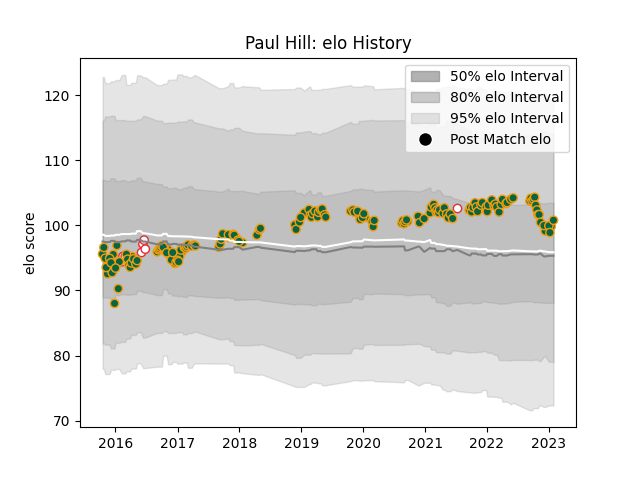 Paul Hill: elo History
50% elo Interval
80% elo Interval
95% elo Interval
Post Match elo
elo score
120
110
100
90
80
70
2016 2017 2018 2019 2020 2021 2022 2023